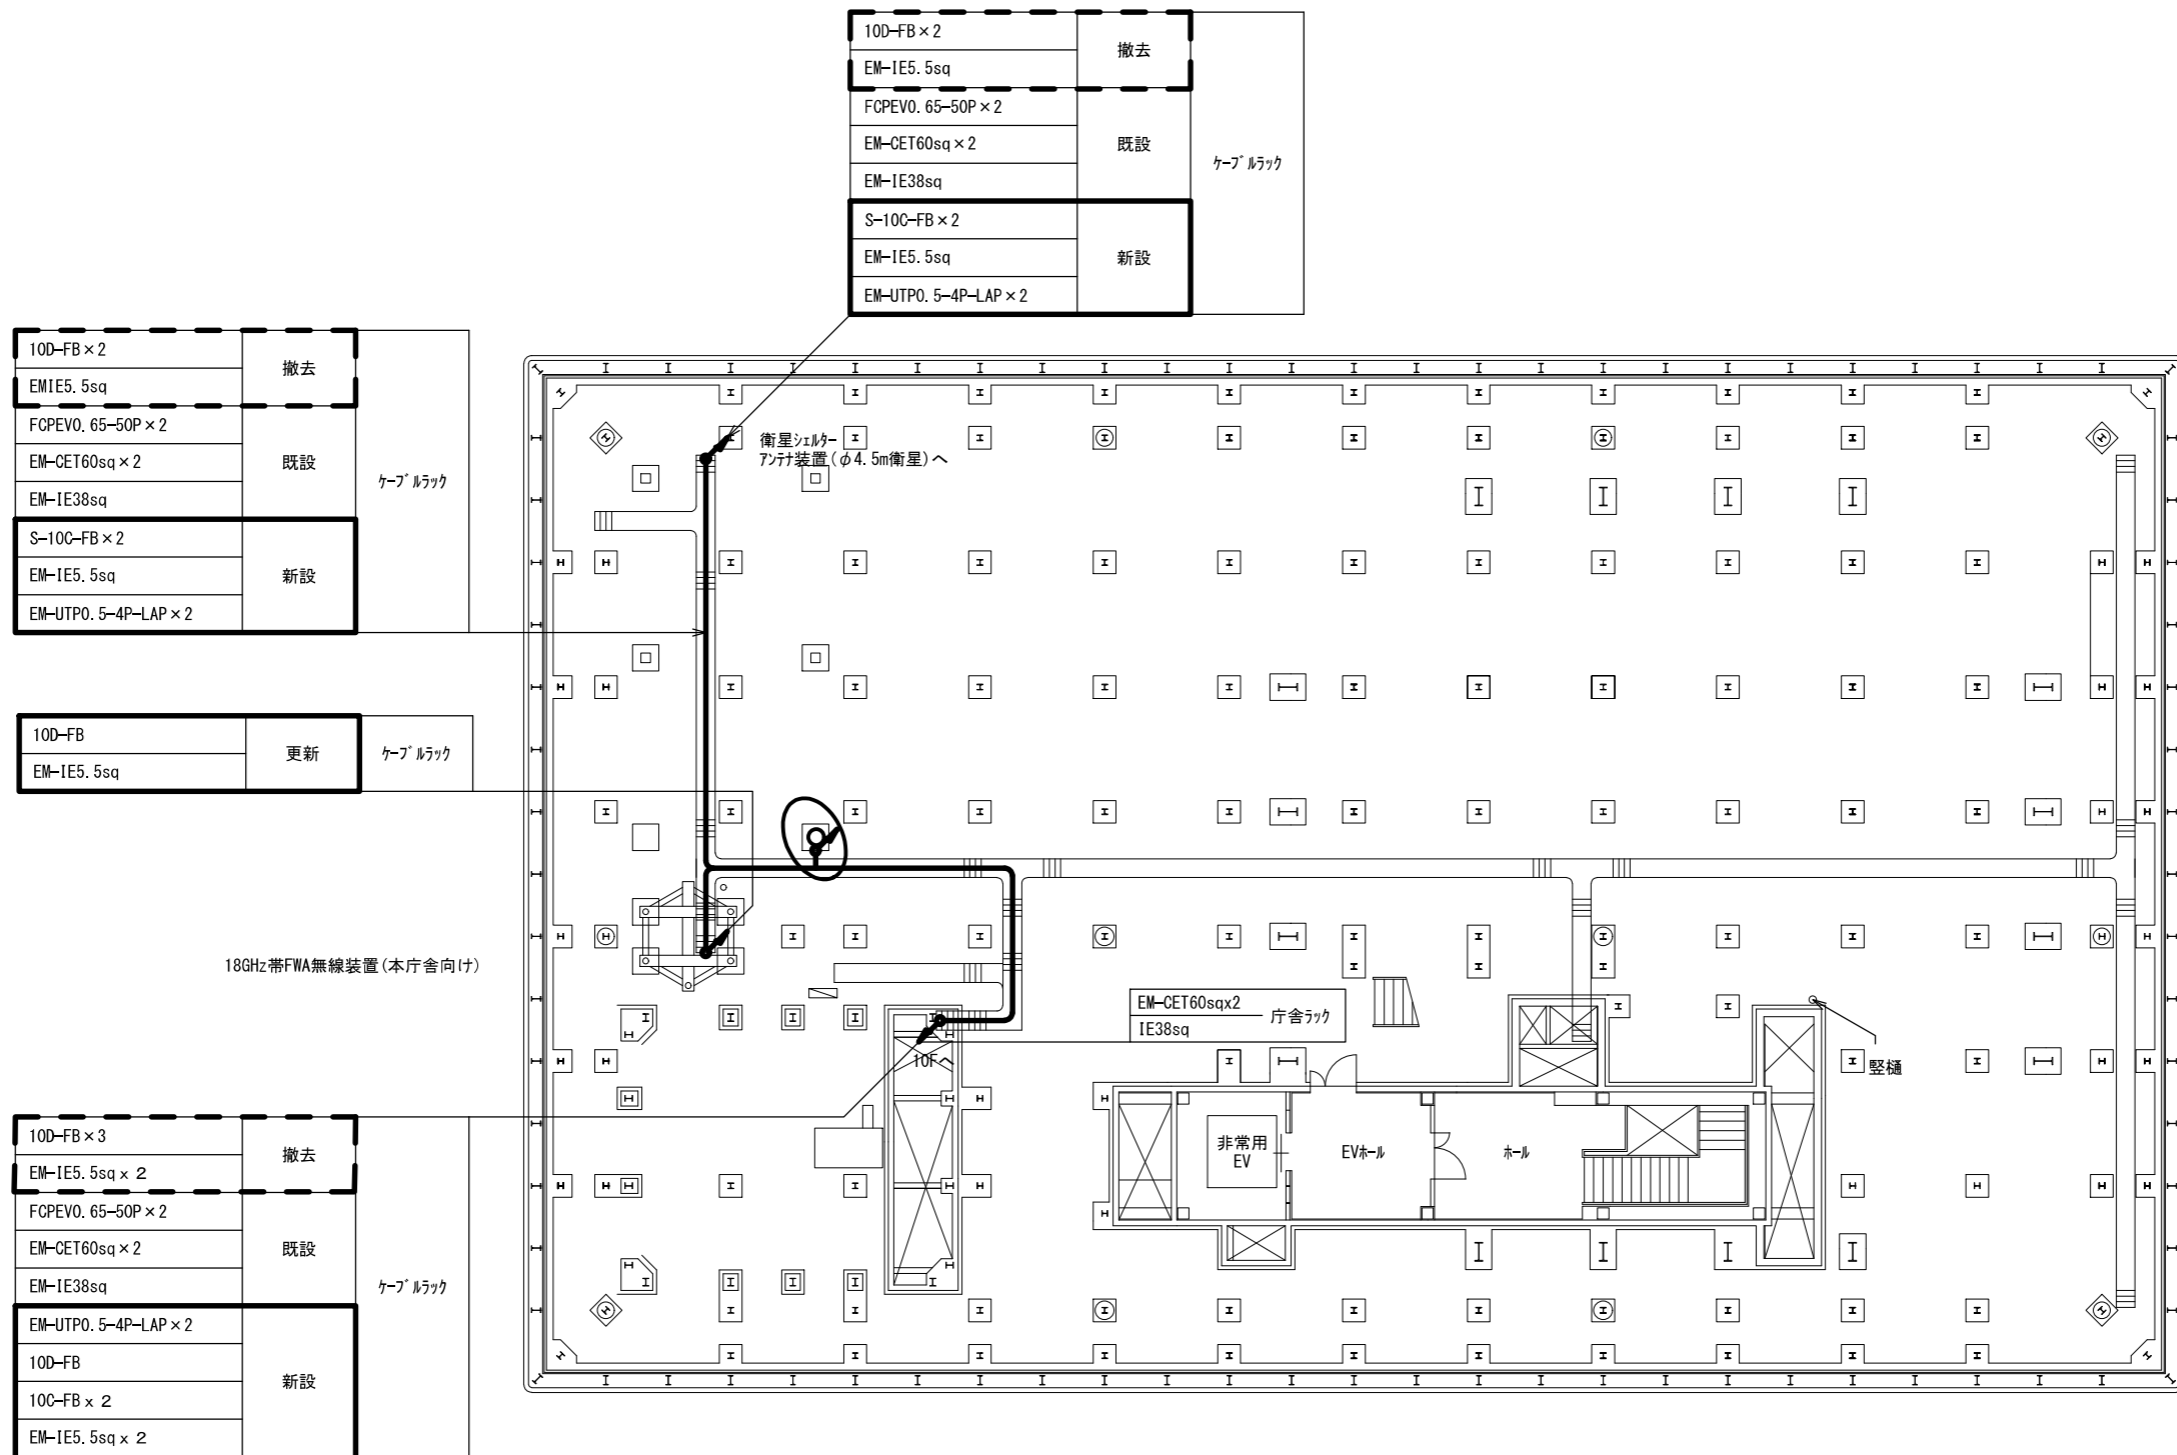 10D-FB×2
撤去
EM-IE5.5sq
FCPEV0.65-50P×2
EM-CET60sq×2
既設
EM-IE38sq
ｹｰﾌﾞﾙﾗｯｸ
S-10C-FB×2
EM-IE5.5sq
新設
EM-UTP0.5-4P-LAP×2
10D-FB×2
撤去
EMIE5.5sq
FCPEV0.65-50P×2
EM-CET60sq×2
既設
EM-IE38sq
ｹｰﾌﾞﾙﾗｯｸ
S-10C-FB×2
EM-IE5.5sq
新設
EM-UTP0.5-4P-LAP×2
衛星ｼｪﾙﾀｰ
ｱﾝﾃﾅ装置(φ4.5m衛星)へ
10D-FB
更新
EM-IE5.5sq
ｹｰﾌﾞﾙﾗｯｸ
18GHz帯FWA無線装置(本庁舎向け)
EM-CET60sqx2
IE38sq
庁舎ﾗｯｸ
10Fへ
竪樋
非常用
EV
EVﾎｰﾙ
ﾎｰﾙ
10D-FB×3
撤去
EM-IE5.5sq x 2
FCPEV0.65-50P×2
EM-CET60sq×2
既設
EM-IE38sq
ｹｰﾌﾞﾙﾗｯｸ
EM-UTP0.5-4P-LAP×2
10D-FB
新設
10C-FB x 2
EM-IE5.5sq x 2